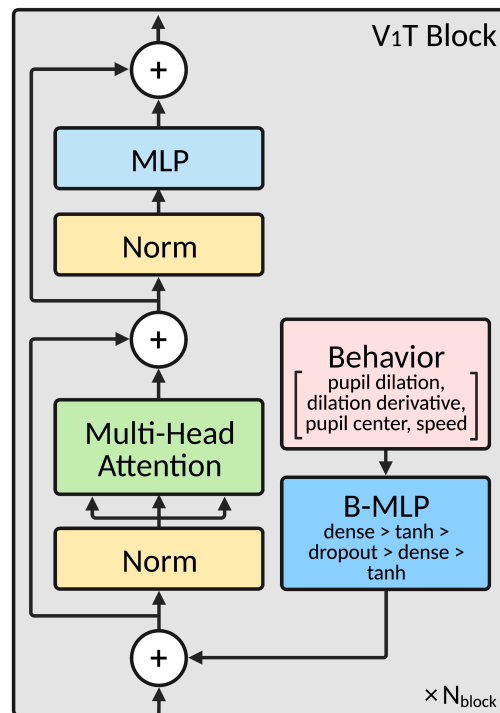 V1T Block
+
MLP
Norm
+
Behavior
pupil dilation,
dilation derivative,
pupil center, speed
Multi-Head
Attention
B-MLP
dense > tanh >
dropout > dense >
tanh
Norm
+
× Nblock